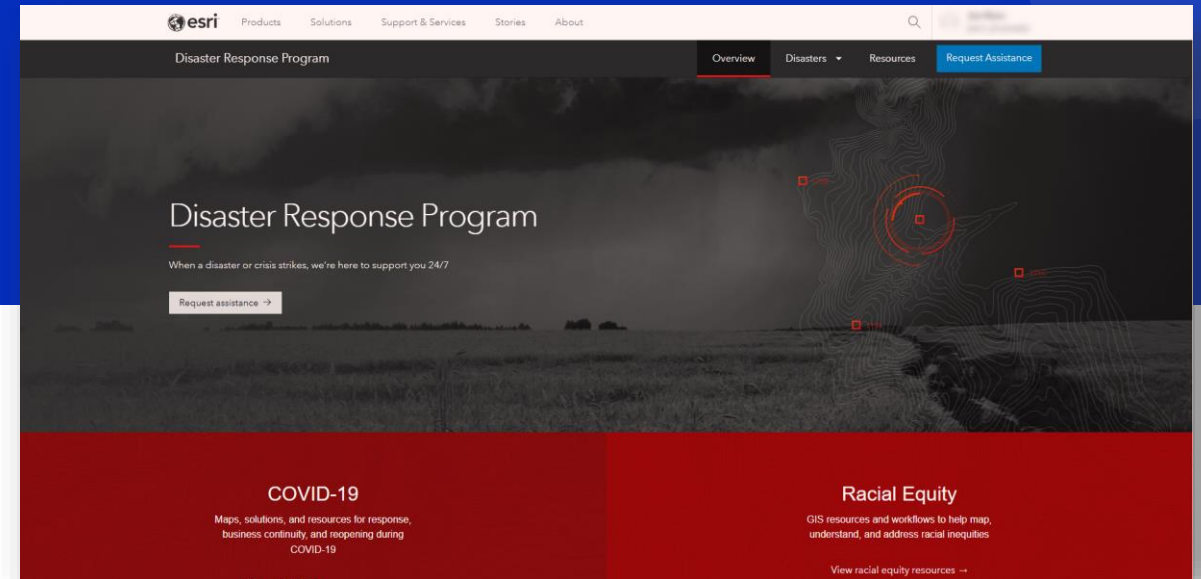 esri Products Solutions Support & Services Stories About
Disaster Response Program Overview Disasters Resources Request Assistance
Disaster Response Program
When a disaster or crisis strikes, we're here to support you 24/7
Request assistance →
COVID-19
Maps, solutions, and resources for response,
business continuity, and reopening during
COVID-19
Racial Equity
GIS resources and workflows to help map,
understand, and address racial inequities
View racial equity resources →